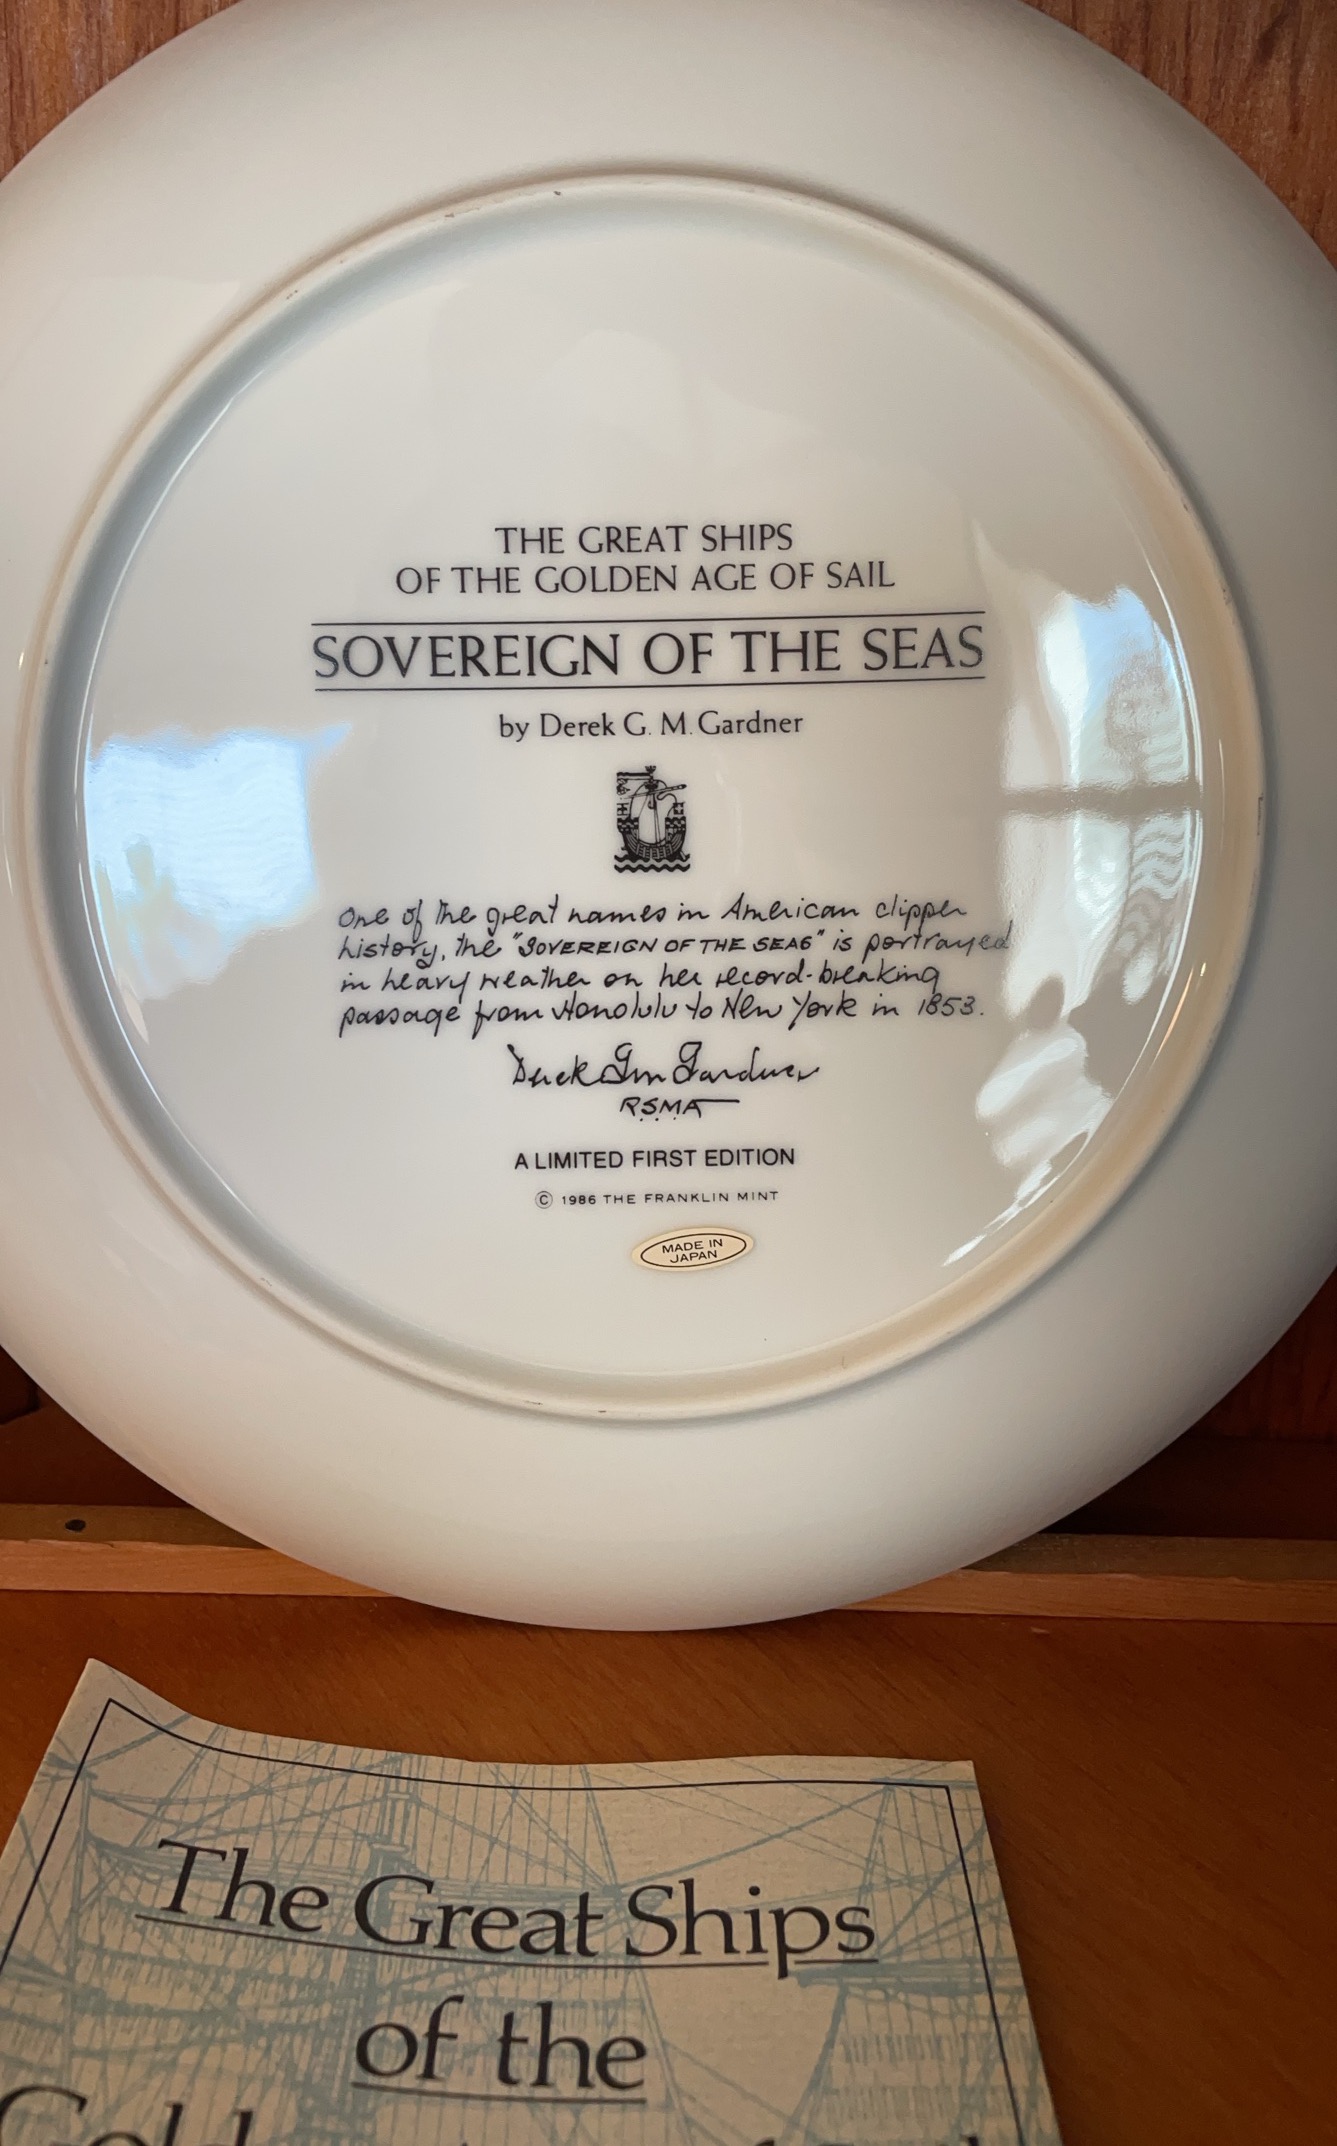 THE GREAT SHIPS
OF THE GOLDEN AGE OF SAIL
SOVEREIGN OF THE SEAS
by Derek G. M. Gardner
One of the great names in American clipper
history, the "SOVEREIGN OF THE SEAS" is portrayed
in heavy weather on her record-breaking
passage from Honolulu to New York in 1853.
Derek Gm Gardner
R.S.M.A
A LIMITED FIRST EDITION
© 1986 THE FRANKLIN MINT
MADE IN
JAPAN
The Great Ships
of the